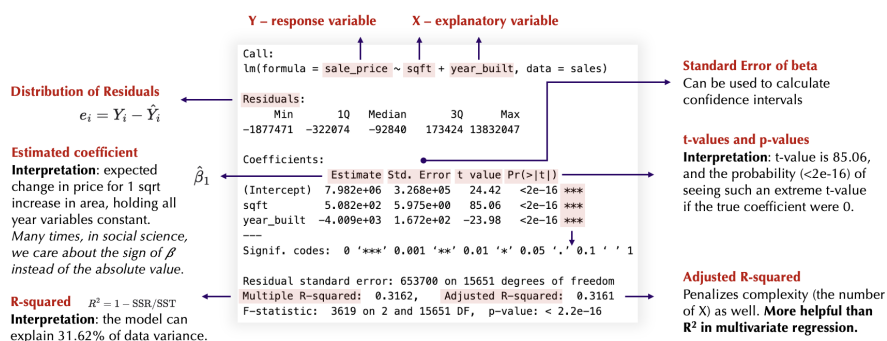 Y – response variable
X – explanatory variable
Call:
lm(formula = sale_price ~ sqft + year_built, data = sales)
Residuals:
Min 1Q Median 3Q Max
-1877471 -322074 -92840 173424 13832047
Coefficients:
Estimate Std. Error t value Pr(>|t|)
(Intercept) 7.982e+06 3.268e+05 24.42 <2e-16 ***
sqft 5.082e+02 5.975e+00 85.06 <2e-16 ***
year_built -4.009e+03 1.672e+02 -23.98 <2e-16 ***
---
Signif. codes: 0 ‘***’ 0.001 ‘**’ 0.01 ‘*’ 0.05 ‘.’ 0.1 ‘ ’ 1
Residual standard error: 653700 on 15651 degrees of freedom
Multiple R-squared: 0.3162, Adjusted R-squared: 0.3161
F-statistic: 3619 on 2 and 15651 DF, p-value: < 2.2e-16
Distribution of Residuals
e_i = Y_i − Ŷ_i
Estimated coefficient
Interpretation: expected
change in price for 1 sqrt
increase in area, holding all
year variables constant.
Many times, in social science,
we care about the sign of β
instead of the absolute value.
β̂₁
R-squared R² = 1 − SSR/SST
Interpretation: the model can
explain 31.62% of data variance.
Standard Error of beta
Can be used to calculate
confidence intervals
t-values and p-values
Interpretation: t-value is 85.06,
and the probability (<2e-16) of
seeing such an extreme t-value
if the true coefficient were 0.
Adjusted R-squared
Penalizes complexity (the number
of X) as well. More helpful than
R² in multivariate regression.